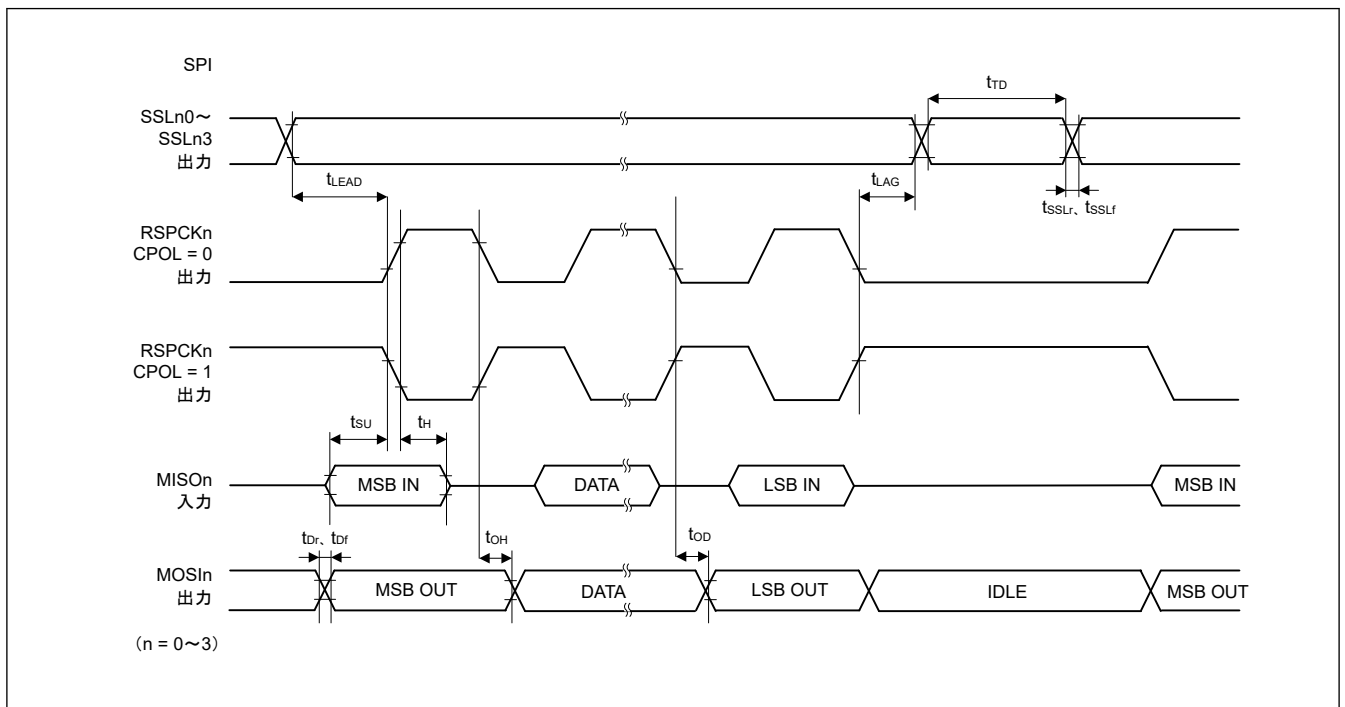 SPI
SSLn0～
SSLn3
出力
tTD
tLEAD
tLAG
tSSLr、tSSLf
RSPCKn
CPOL = 0
出力
RSPCKn
CPOL = 1
出力
tSU
tH
MISOn
入力
MSB IN
DATA
LSB IN
MSB IN
tDr、tDf
tOH
tOD
MOSIn
出力
MSB OUT
DATA
LSB OUT
IDLE
MSB OUT
（n = 0～3）